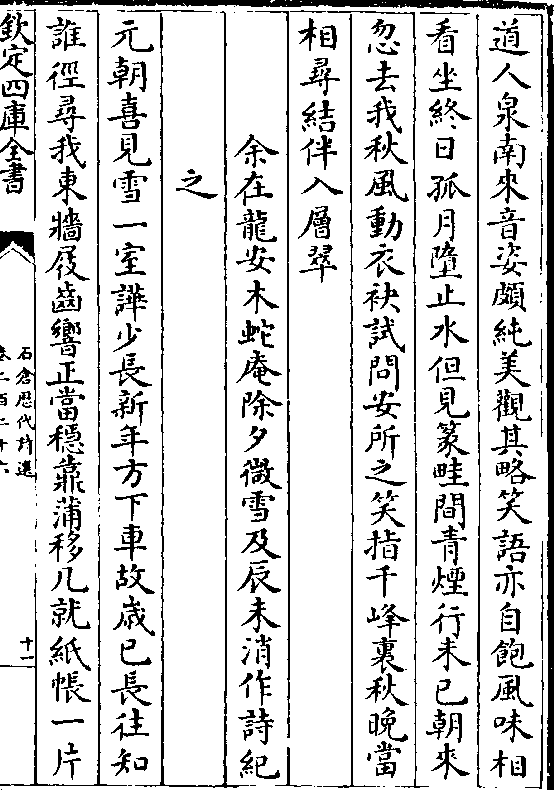 道人泉南來音姿頗純美觀其略笑語亦自飽風味相
看坐終日孤月墮止水但見篆畦間青煙行未已朝來
忽去我秋風動衣袂試問安所之笑指千峰裏秋晚當
相尋結伴入層翠
余在龍安木蛇庵除夕微雪及辰未消作詩紀
之
元朝喜見雪一室譁少長新年方下車故歳已長往知
誰徑尋我東牆屐齒響正當穩靠蒲移几就紙帳一片
欽定四庫全書
石倉歴代詩選
卷二百二十六
十一